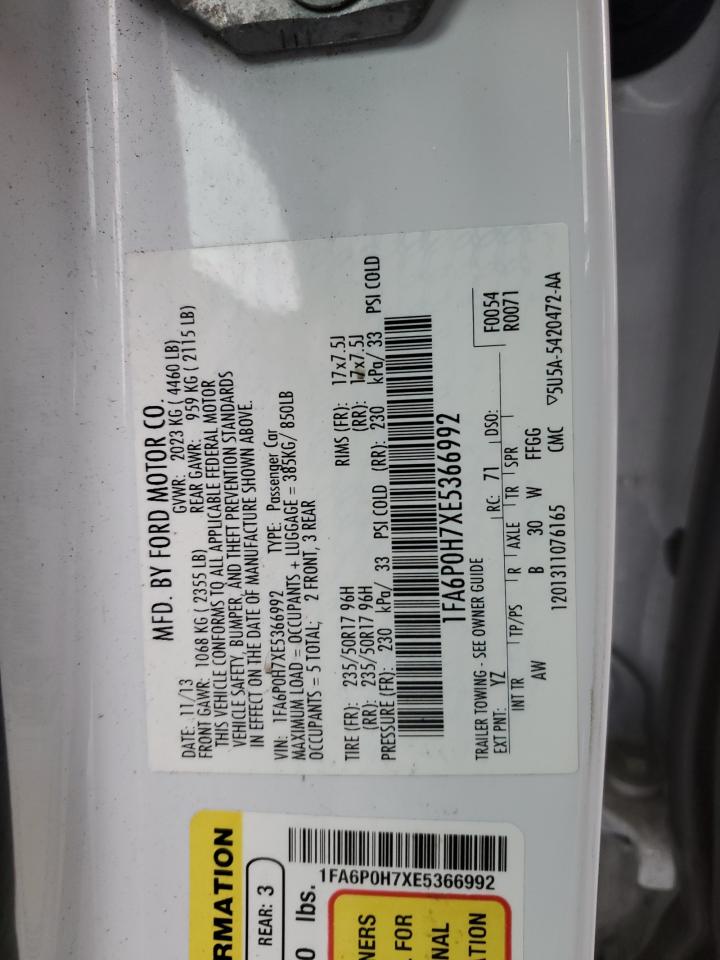 MFD. BY FORD MOTOR CO.
DATE: 11/13 GVWR: 2023 KG ( 4460 LB)
FRONT GAWR: 1068 KG ( 2355 LB) REAR GAWR: 959 KG ( 2115 LB)
THIS VEHICLE CONFORMS TO ALL APPLICABLE FEDERAL MOTOR
VEHICLE SAFETY, BUMPER, AND THEFT PREVENTION STANDARDS
IN EFFECT ON THE DATE OF MANUFACTURE SHOWN ABOVE.
VIN: 1FA6P0H7XE5366992 TYPE: Passenger Car
MAXIMUM LOAD = OCCUPANTS + LUGGAGE = 385KG/ 850LB
OCCUPANTS = 5 TOTAL; 2 FRONT, 3 REAR
TIRE (FR): 235/50R17 96H RIMS (FR): 17x7.5J
(RR): 235/50R17 96H (RR): 17x7.5J
PRESSURE (FR): 230 kPa/ 33 PSI COLD (RR): 230 kPa/ 33 PSI COLD
1FA6P0H7XE5366992
TRAILER TOWING - SEE OWNER GUIDE
EXT PNT: YZ RC: 71 DSO: F0054
R0071
INT TR TP/PS R AXLE TR SPR
AW B 30 W FFGG
1201311076165 CMC ▽5U5A-5420472-AA
RMATION
REAR: 3
0 lbs.
1FA6P0H7XE5366992
NERS
L FOR
NAL
ATION